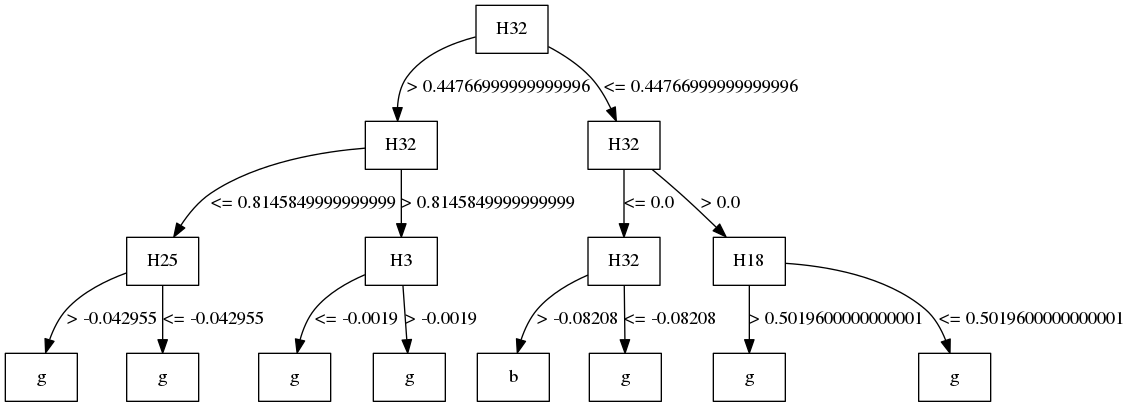 H32
> 0.44766999999999996
<= 0.44766999999999996
H32
H32
<= 0.8145849999999999
> 0.8145849999999999
<= 0.0
> 0.0
H25
H3
H32
H18
> -0.042955
<= -0.042955
<= -0.0019
> -0.0019
> -0.08208
<= -0.08208
> 0.5019600000000001
<= 0.5019600000000001
g
g
g
g
b
g
g
g